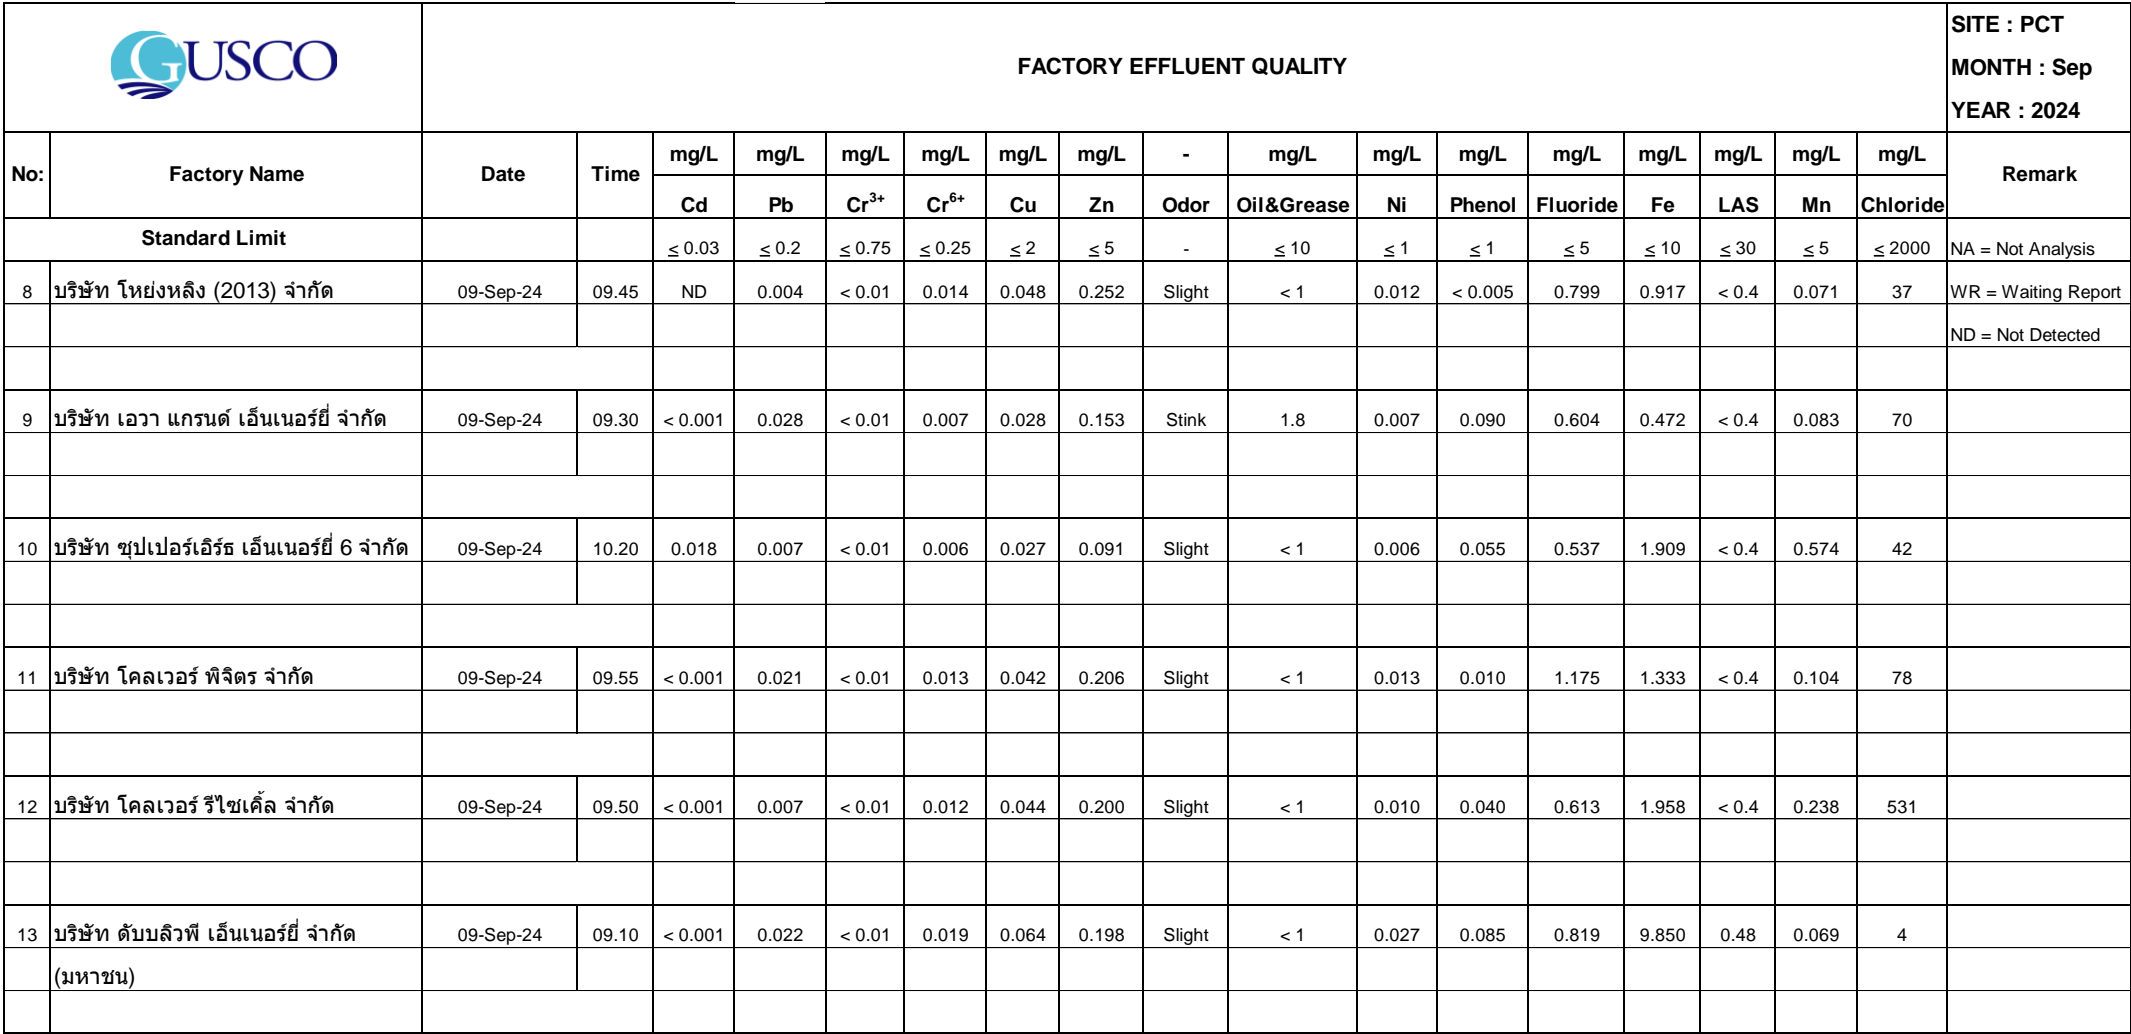 GUSCO
FACTORY EFFLUENT QUALITY
SITE : PCT
MONTH : Sep
YEAR : 2024
No: Factory Name Date Time mg/L mg/L mg/L mg/L mg/L mg/L - mg/L mg/L mg/L mg/L mg/L mg/L mg/L mg/L Remark
Cd Pb Cr³⁺ Cr⁶⁺ Cu Zn Odor Oil&Grease Ni Phenol Fluoride Fe LAS Mn Chloride
Standard Limit ≤ 0.03 ≤ 0.2 ≤ 0.75 ≤ 0.25 ≤ 2 ≤ 5 - ≤ 10 ≤ 1 ≤ 1 ≤ 5 ≤ 10 ≤ 30 ≤ 5 ≤ 2000 NA = Not Analysis
8 บริษัท โหย่งหลิง (2013) จำกัด 09-Sep-24 09.45 ND 0.004 < 0.01 0.014 0.048 0.252 Slight < 1 0.012 < 0.005 0.799 0.917 < 0.4 0.071 37 WR = Waiting Report
ND = Not Detected
9 บริษัท เอวา แกรนด์ เอ็นเนอร์ยี่ จำกัด 09-Sep-24 09.30 < 0.001 0.028 < 0.01 0.007 0.028 0.153 Stink 1.8 0.007 0.090 0.604 0.472 < 0.4 0.083 70
10 บริษัท ซุปเปอร์เอิร์ธ เอ็นเนอร์ยี่ 6 จำกัด 09-Sep-24 10.20 0.018 0.007 < 0.01 0.006 0.027 0.091 Slight < 1 0.006 0.055 0.537 1.909 < 0.4 0.574 42
11 บริษัท โคลเวอร์ พิจิตร จำกัด 09-Sep-24 09.55 < 0.001 0.021 < 0.01 0.013 0.042 0.206 Slight < 1 0.013 0.010 1.175 1.333 < 0.4 0.104 78
12 บริษัท โคลเวอร์ รีไซเคิ้ล จำกัด 09-Sep-24 09.50 < 0.001 0.007 < 0.01 0.012 0.044 0.200 Slight < 1 0.010 0.040 0.613 1.958 < 0.4 0.238 531
13 บริษัท ดับบลิวพี เอ็นเนอร์ยี่ จำกัด 09-Sep-24 09.10 < 0.001 0.022 < 0.01 0.019 0.064 0.198 Slight < 1 0.027 0.085 0.819 9.850 0.48 0.069 4
(มหาชน)